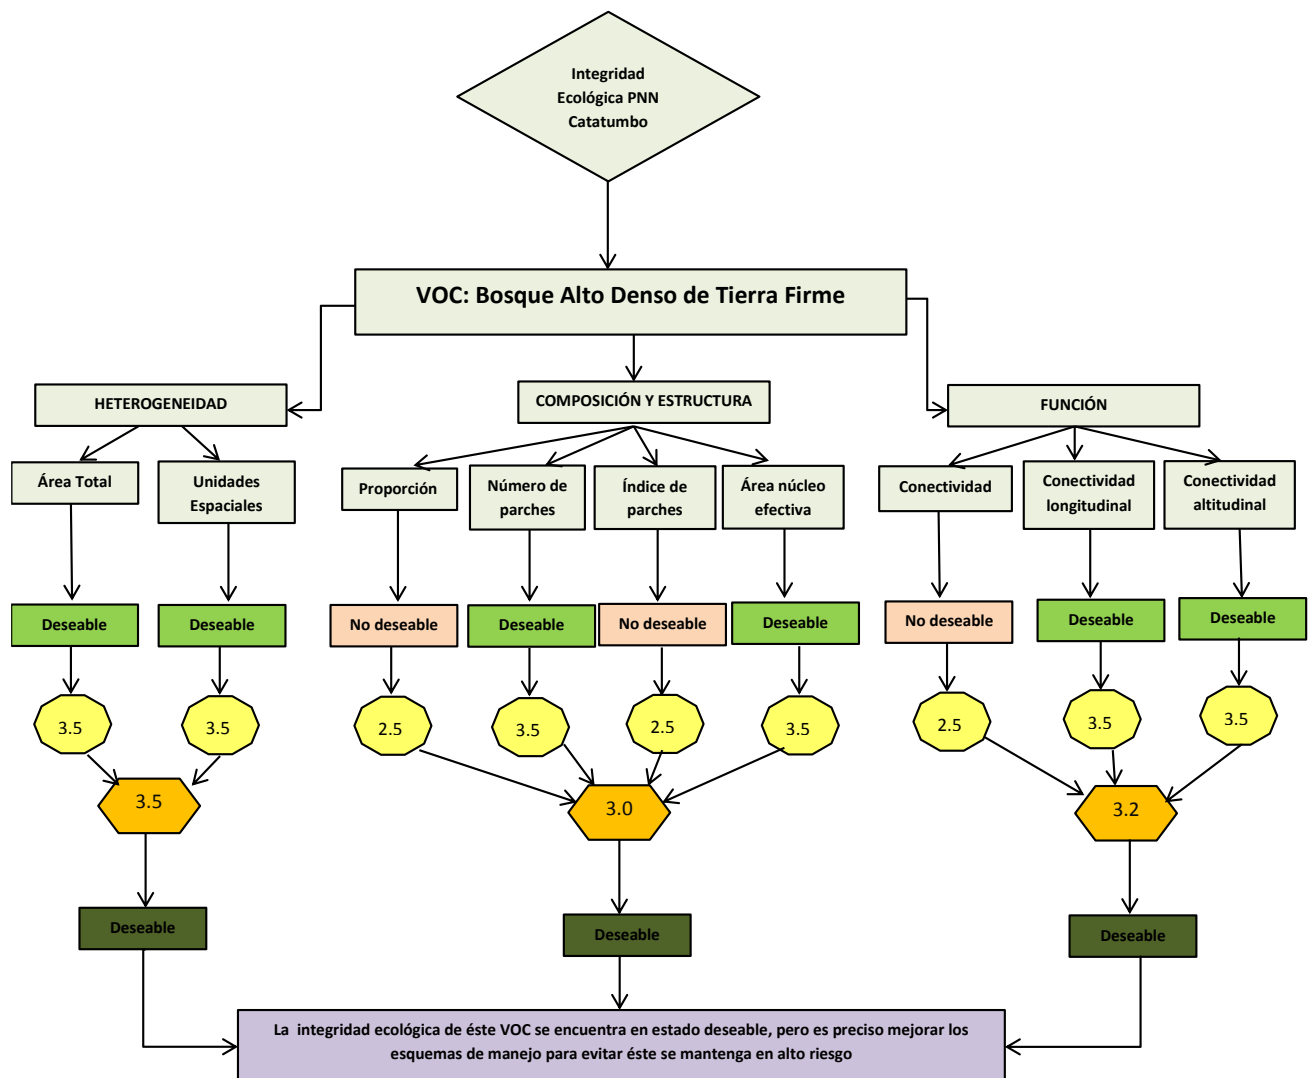 Integridad
Ecológica PNN
Catatumbo
VOC: Bosque Alto Denso de Tierra Firme
HETEROGENEIDAD
COMPOSICIÓN Y ESTRUCTURA
FUNCIÓN
Área Total
Unidades
Espaciales
Proporción
Número de
parches
Índice de
parches
Área núcleo
efectiva
Conectividad
Conectividad
longitudinal
Conectividad
altitudinal
Deseable
Deseable
No deseable
Deseable
No deseable
Deseable
No deseable
Deseable
Deseable
3.5
3.5
2.5
3.5
2.5
3.5
2.5
3.5
3.5
3.5
3.0
3.2
Deseable
Deseable
Deseable
La integridad ecológica de éste VOC se encuentra en estado deseable, pero es preciso mejorar los
esquemas de manejo para evitar éste se mantenga en alto riesgo